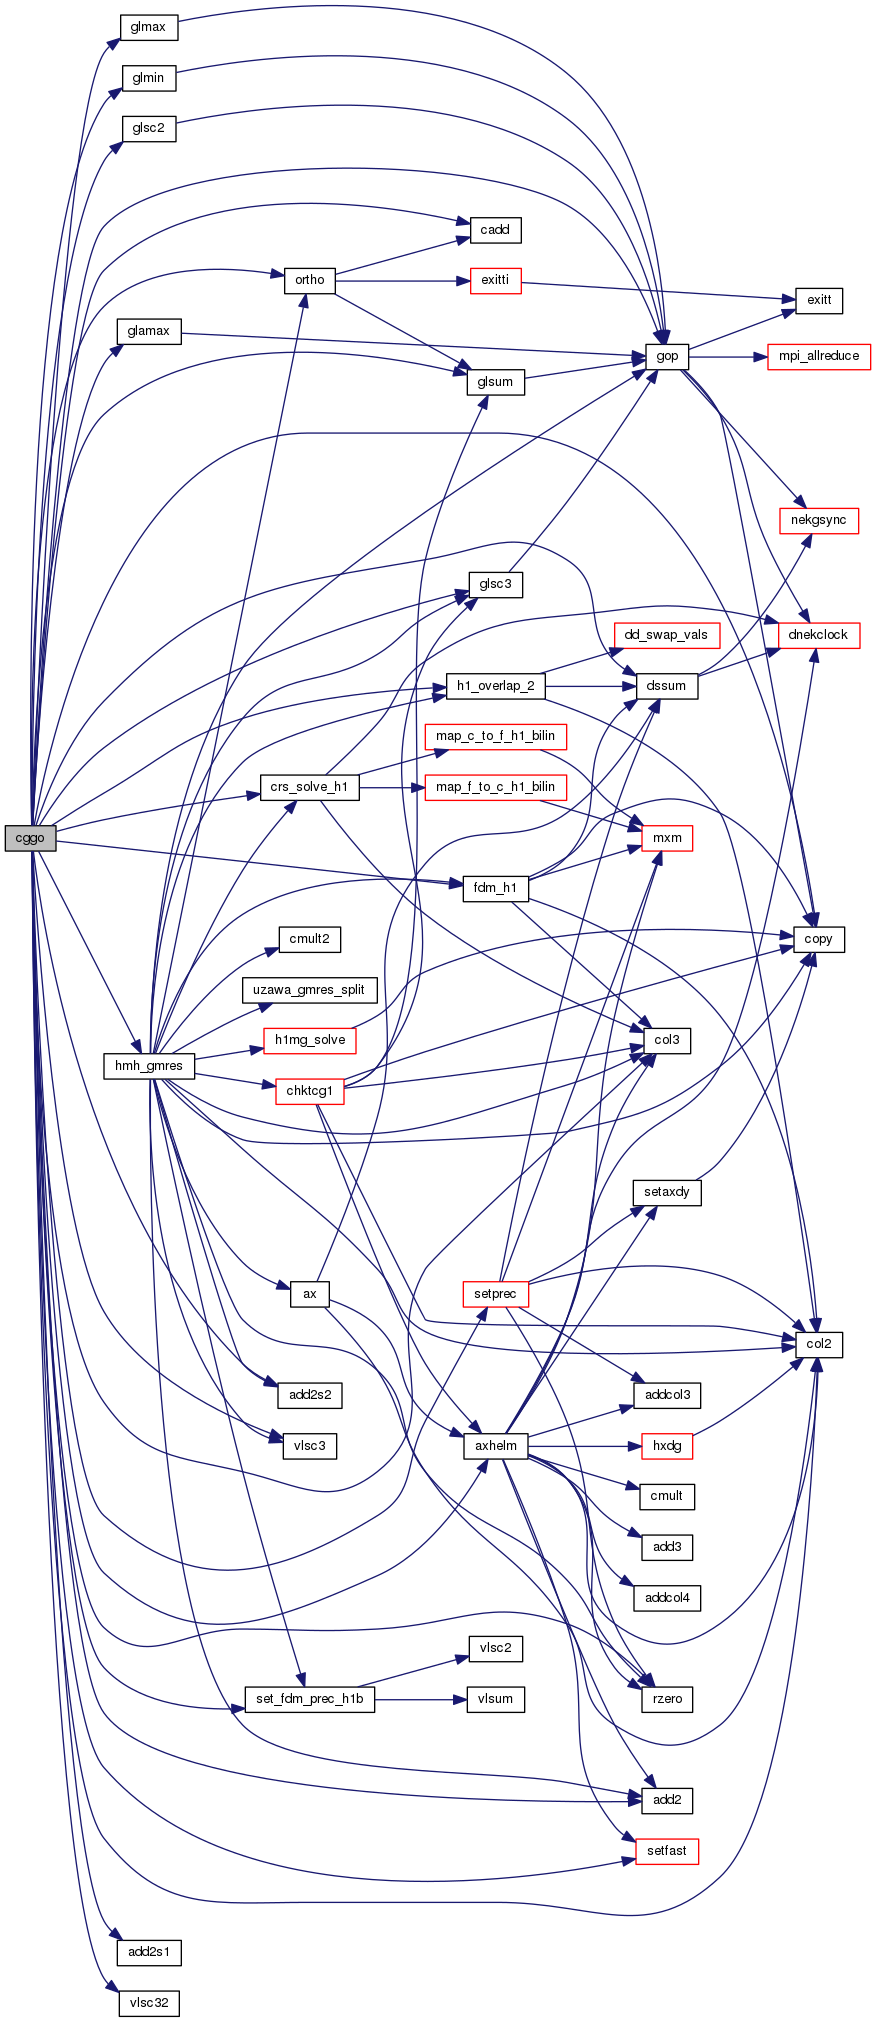 glmax
glmin
glsc2
cadd
ortho
exitti
exitt
glamax
gop
mpi_allreduce
glsum
nekgsync
glsc3
dd_swap_vals
dnekclock
h1_overlap_2
dssum
map_c_to_f_h1_bilin
crs_solve_h1
map_f_to_c_h1_bilin
cggo
mxm
fdm_h1
cmult2
copy
uzawa_gmres_split
h1mg_solve
col3
hmh_gmres
chktcg1
setaxdy
ax
setprec
col2
add2s2
addcol3
vlsc3
axhelm
hxdg
cmult
add3
addcol4
vlsc2
set_fdm_prec_h1b
vlsum
rzero
add2
setfast
add2s1
vlsc32